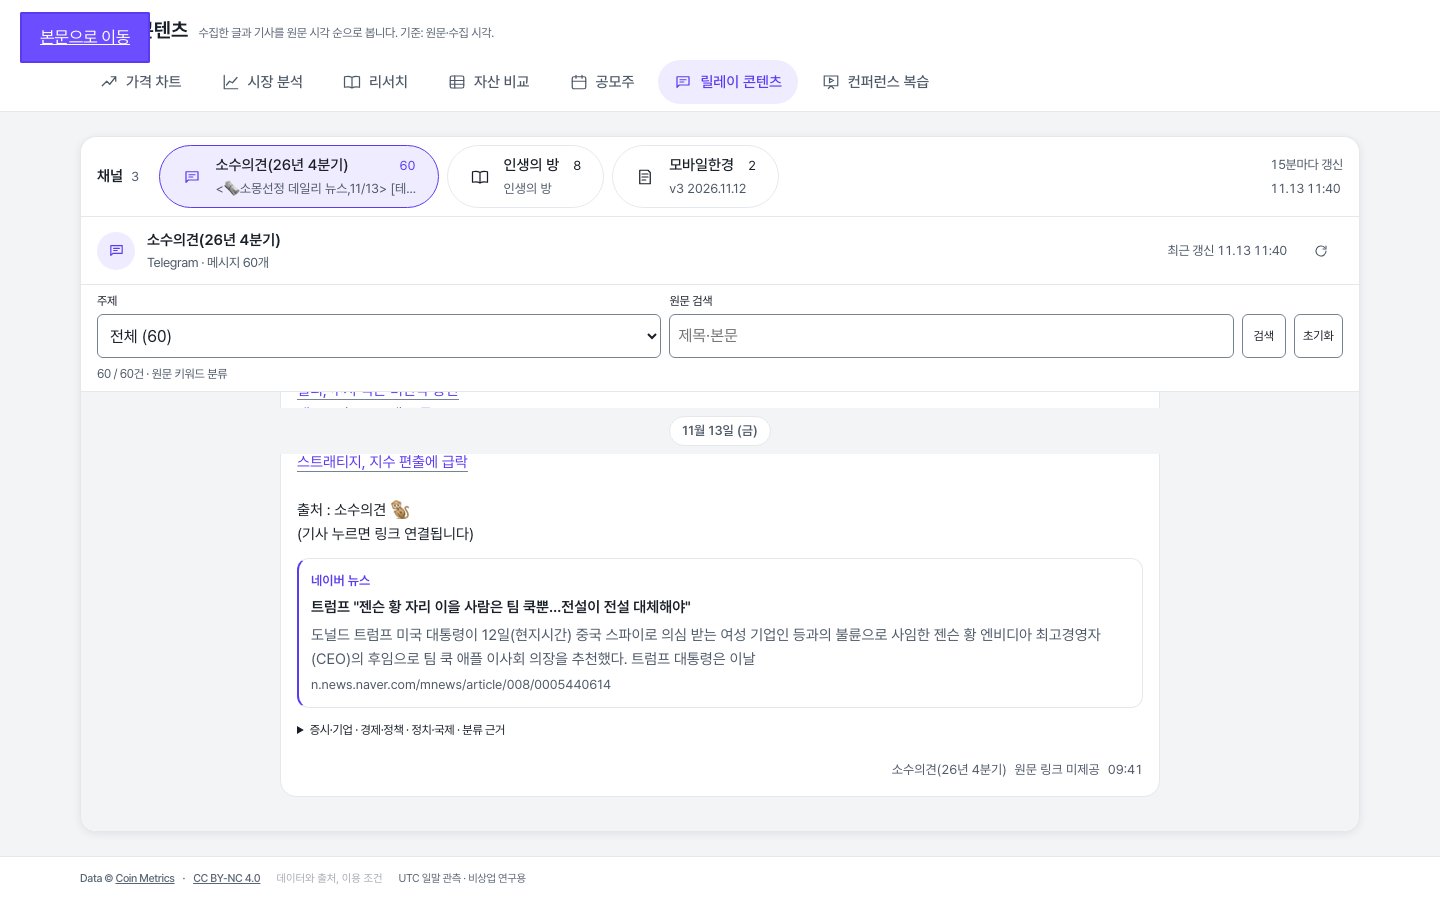 본문으로 이동
텐츠 수집한 글과 기사를 원문 시각 순으로 봅니다. 기준: 원문·수집 시각.
가격 차트 시장 분석 리서치 자산 비교 공모주 릴레이 콘텐츠 컨퍼런스 복습
채널 3
소수의견(26년 4분기) 60
<🗞️소몽선정 데일리 뉴스,11/13> [테...
인생의 방 8
인생의 방
모바일한경 2
v3 2026.11.12
15분마다 갱신
11.13 11:40
소수의견(26년 4분기)
Telegram · 메시지 60개
최근 갱신 11.13 11:40
주제
전체 (60)
원문 검색
제목·본문
검색
초기화
60 / 60건 · 원문 키워드 분류
11월 13일 (금)
스트래티지, 지수 편출에 급락
출처 : 소수의견 🐒
(기사 누르면 링크 연결됩니다)
네이버 뉴스
트럼프 "젠슨 황 자리 이을 사람은 팀 쿡뿐...전설이 전설 대체해야"
도널드 트럼프 미국 대통령이 12일(현지시간) 중국 스파이로 의심 받는 여성 기업인 등과의 불륜으로 사임한 젠슨 황 엔비디아 최고경영자
(CEO)의 후임으로 팀 쿡 애플 이사회 의장을 추천했다. 트럼프 대통령은 이날
n.news.naver.com/mnews/article/008/0005440614
▶ 증시·기업 · 경제·정책 · 정치·국제 · 분류 근거
소수의견(26년 4분기) 원문 링크 미제공 09:41
Data © Coin Metrics · CC BY-NC 4.0 데이터와 출처, 이용 조건 UTC 일말 관측 · 비상업 연구용